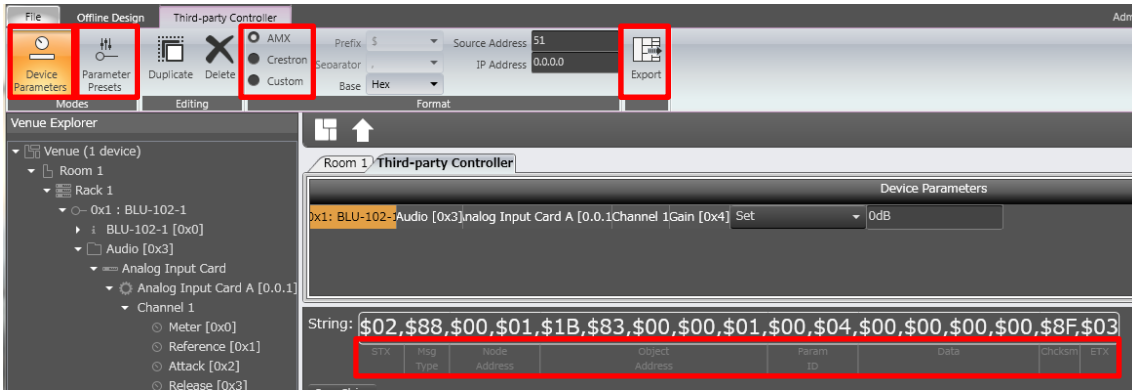 File Offline Design Third-party Controller Adm
AMX Prefix $ Source Address 51
Crestron Separator , IP Address 0.0.0.0
Custom Base Hex
Device Parameters
Parameter Presets
Duplicate Delete
Export
Modes Editing Format
Venue Explorer
Venue (1 device)
Room 1
Rack 1
0x1 : BLU-102-1
BLU-102-1 [0x0]
Audio [0x3]
Analog Input Card
Analog Input Card A [0.0.1]
Channel 1
Meter [0x0]
Reference [0x1]
Attack [0x2]
Release [0x3]
Room 1 Third-party Controller
Device Parameters
0x1: BLU-102-1 Audio [0x3] Analog Input Card A [0.0.1 Channel 1 Gain [0x4] Set 0dB
String: $02,$88,$00,$01,$1B,$83,$00,$00,$01,$00,$04,$00,$00,$00,$00,$8F,$03
STX Msg Type Node Address Object Address Param ID Data Chcksm ETX